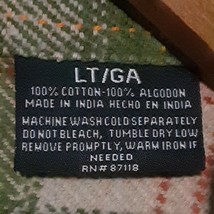 LT/GA
100% COTTON-100% ALGODON
MADE IN INDIA HECHO EN INDIA
MACHINE WASH COLD SEPARATELY
DO NOT BLEACH, TUMBLE DRY LOW
REMOVE PROMPTLY, WARM IRON IF
NEEDED
RN# 87118